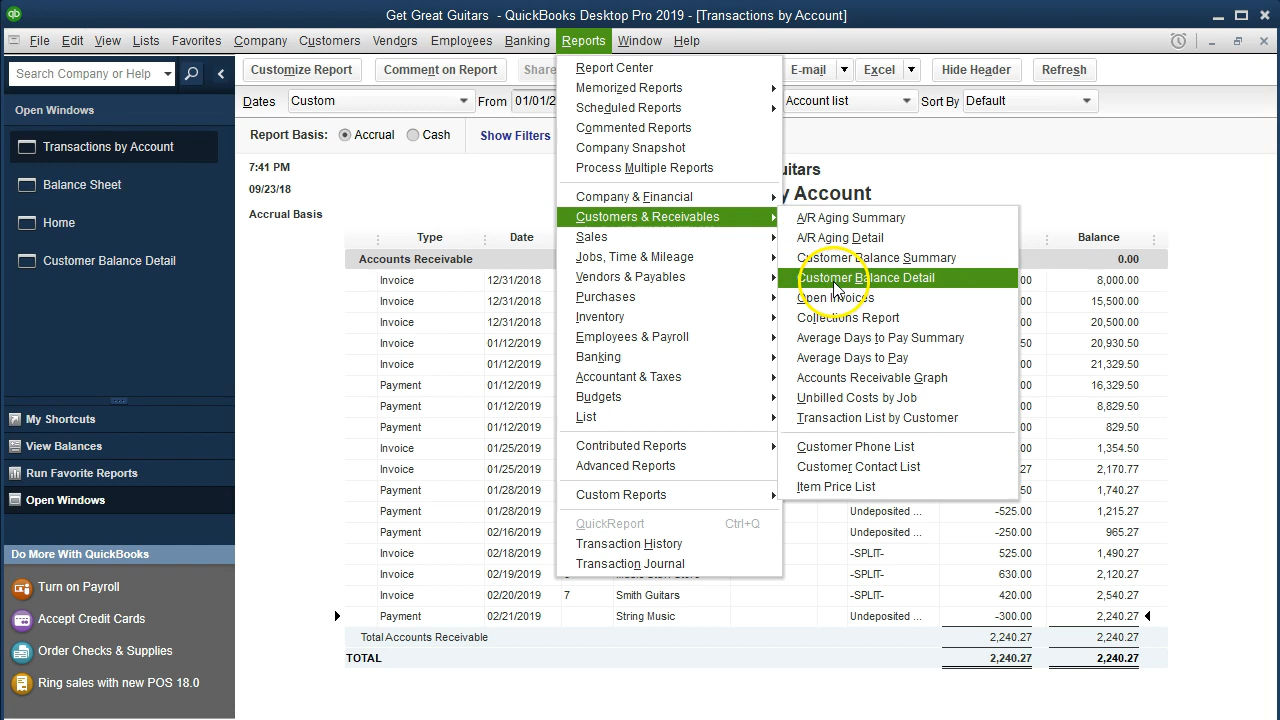 Get Great Guitars - QuickBooks Desktop Pro 2019 - [Transactions by Account]
File Edit View Lists Favorites Company Customers Vendors Employees Banking Reports Window Help
Search Company or Help
Customize Report Comment on Report Share E-mail Excel Hide Header Refresh
Dates Custom From 01/01/2 Account list Sort By Default
Report Basis: Accrual Cash Show Filters
Open Windows
Transactions by Account
Balance Sheet
Home
Customer Balance Detail
My Shortcuts
View Balances
Run Favorite Reports
Open Windows
Do More With QuickBooks
Turn on Payroll
Accept Credit Cards
Order Checks & Supplies
Ring sales with new POS 18.0
Report Center
Memorized Reports
Scheduled Reports
Commented Reports
Company Snapshot
Process Multiple Reports
Company & Financial
Customers & Receivables
Sales
Jobs, Time & Mileage
Vendors & Payables
Purchases
Inventory
Employees & Payroll
Banking
Accountant & Taxes
Budgets
List
Contributed Reports
Advanced Reports
Custom Reports
QuickReport Ctrl+Q
Transaction History
Transaction Journal
A/R Aging Summary
A/R Aging Detail
Customer Balance Summary
Customer Balance Detail
Open Invoices
Collections Report
Average Days to Pay Summary
Average Days to Pay
Accounts Receivable Graph
Unbilled Costs by Job
Transaction List by Customer
Customer Phone List
Customer Contact List
Item Price List
7:41 PM
09/23/18
Accrual Basis
uitars
y Account
Type Date Balance
Accounts Receivable 0.00
Invoice 12/31/2018 00 8,000.00
Invoice 12/31/2018 00 15,500.00
Invoice 12/31/2018 00 20,500.00
Invoice 01/12/2019 50 20,930.50
Invoice 01/12/2019 00 21,329.50
Payment 01/12/2019 00 16,329.50
Payment 01/12/2019 00 8,829.50
Payment 01/12/2019 00 829.50
Invoice 01/25/2019 00 1,354.50
Invoice 01/25/2019 27 2,170.77
Payment 01/28/2019 50 1,740.27
Payment 01/28/2019 Undeposited ... -525.00 1,215.27
Payment 02/16/2019 Undeposited ... -250.00 965.27
Invoice 02/18/2019 -SPLIT- 525.00 1,490.27
Invoice 02/19/2019 -SPLIT- 630.00 2,120.27
Invoice 02/20/2019 7 Smith Guitars -SPLIT- 420.00 2,540.27
Payment 02/21/2019 String Music Undeposited ... -300.00 2,240.27
Total Accounts Receivable 2,240.27 2,240.27
TOTAL 2,240.27 2,240.27